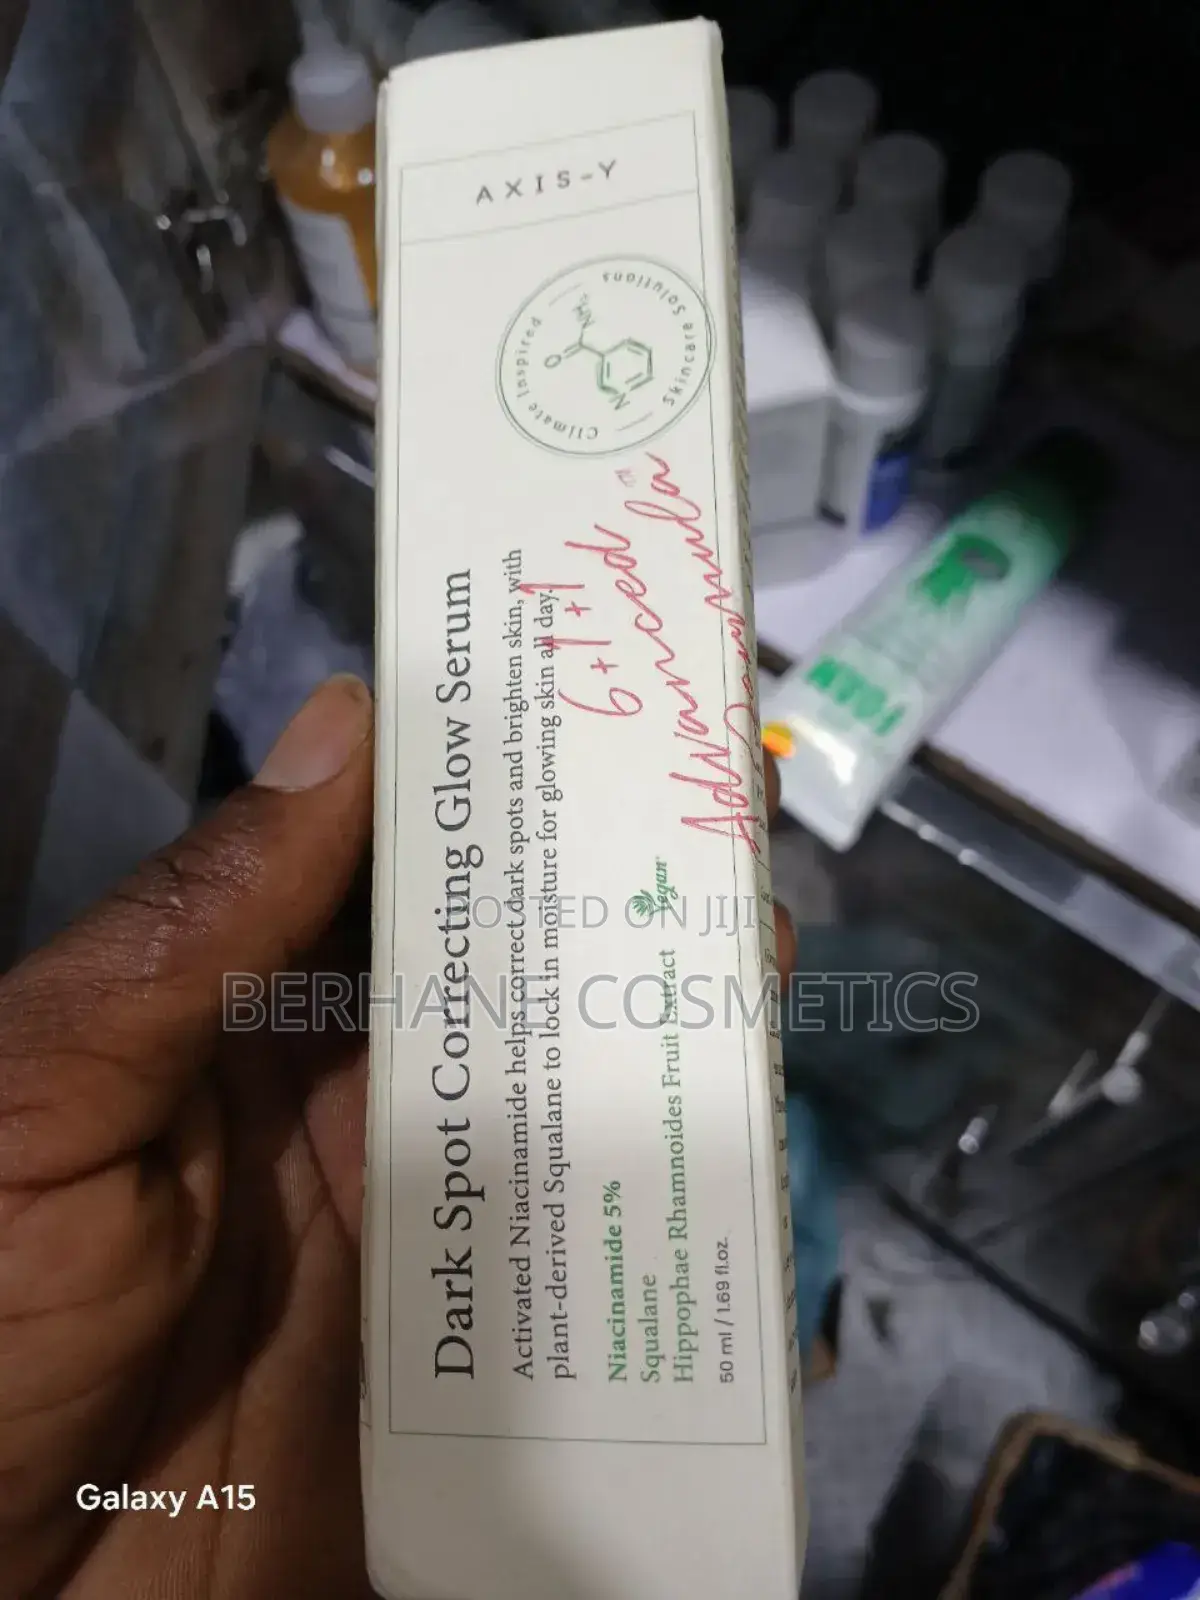 AXIS-Y
Climate Inspired
Skincare Solutions
O
NH₂
N
Dark Spot Correcting Glow Serum
Activated Niacinamide helps correct dark spots and brighten skin, with
plant-derived Squalane to lock in moisture for glowing skin all day.
6+1+1
Advanced
Vegan
Niacinamide 5%
Squalane
Hippophae Rhamnoides Fruit Extract
50 ml / 1.69 fl.oz.
POSTED ON JIJI
BERHANE COSMETICS
Galaxy A15